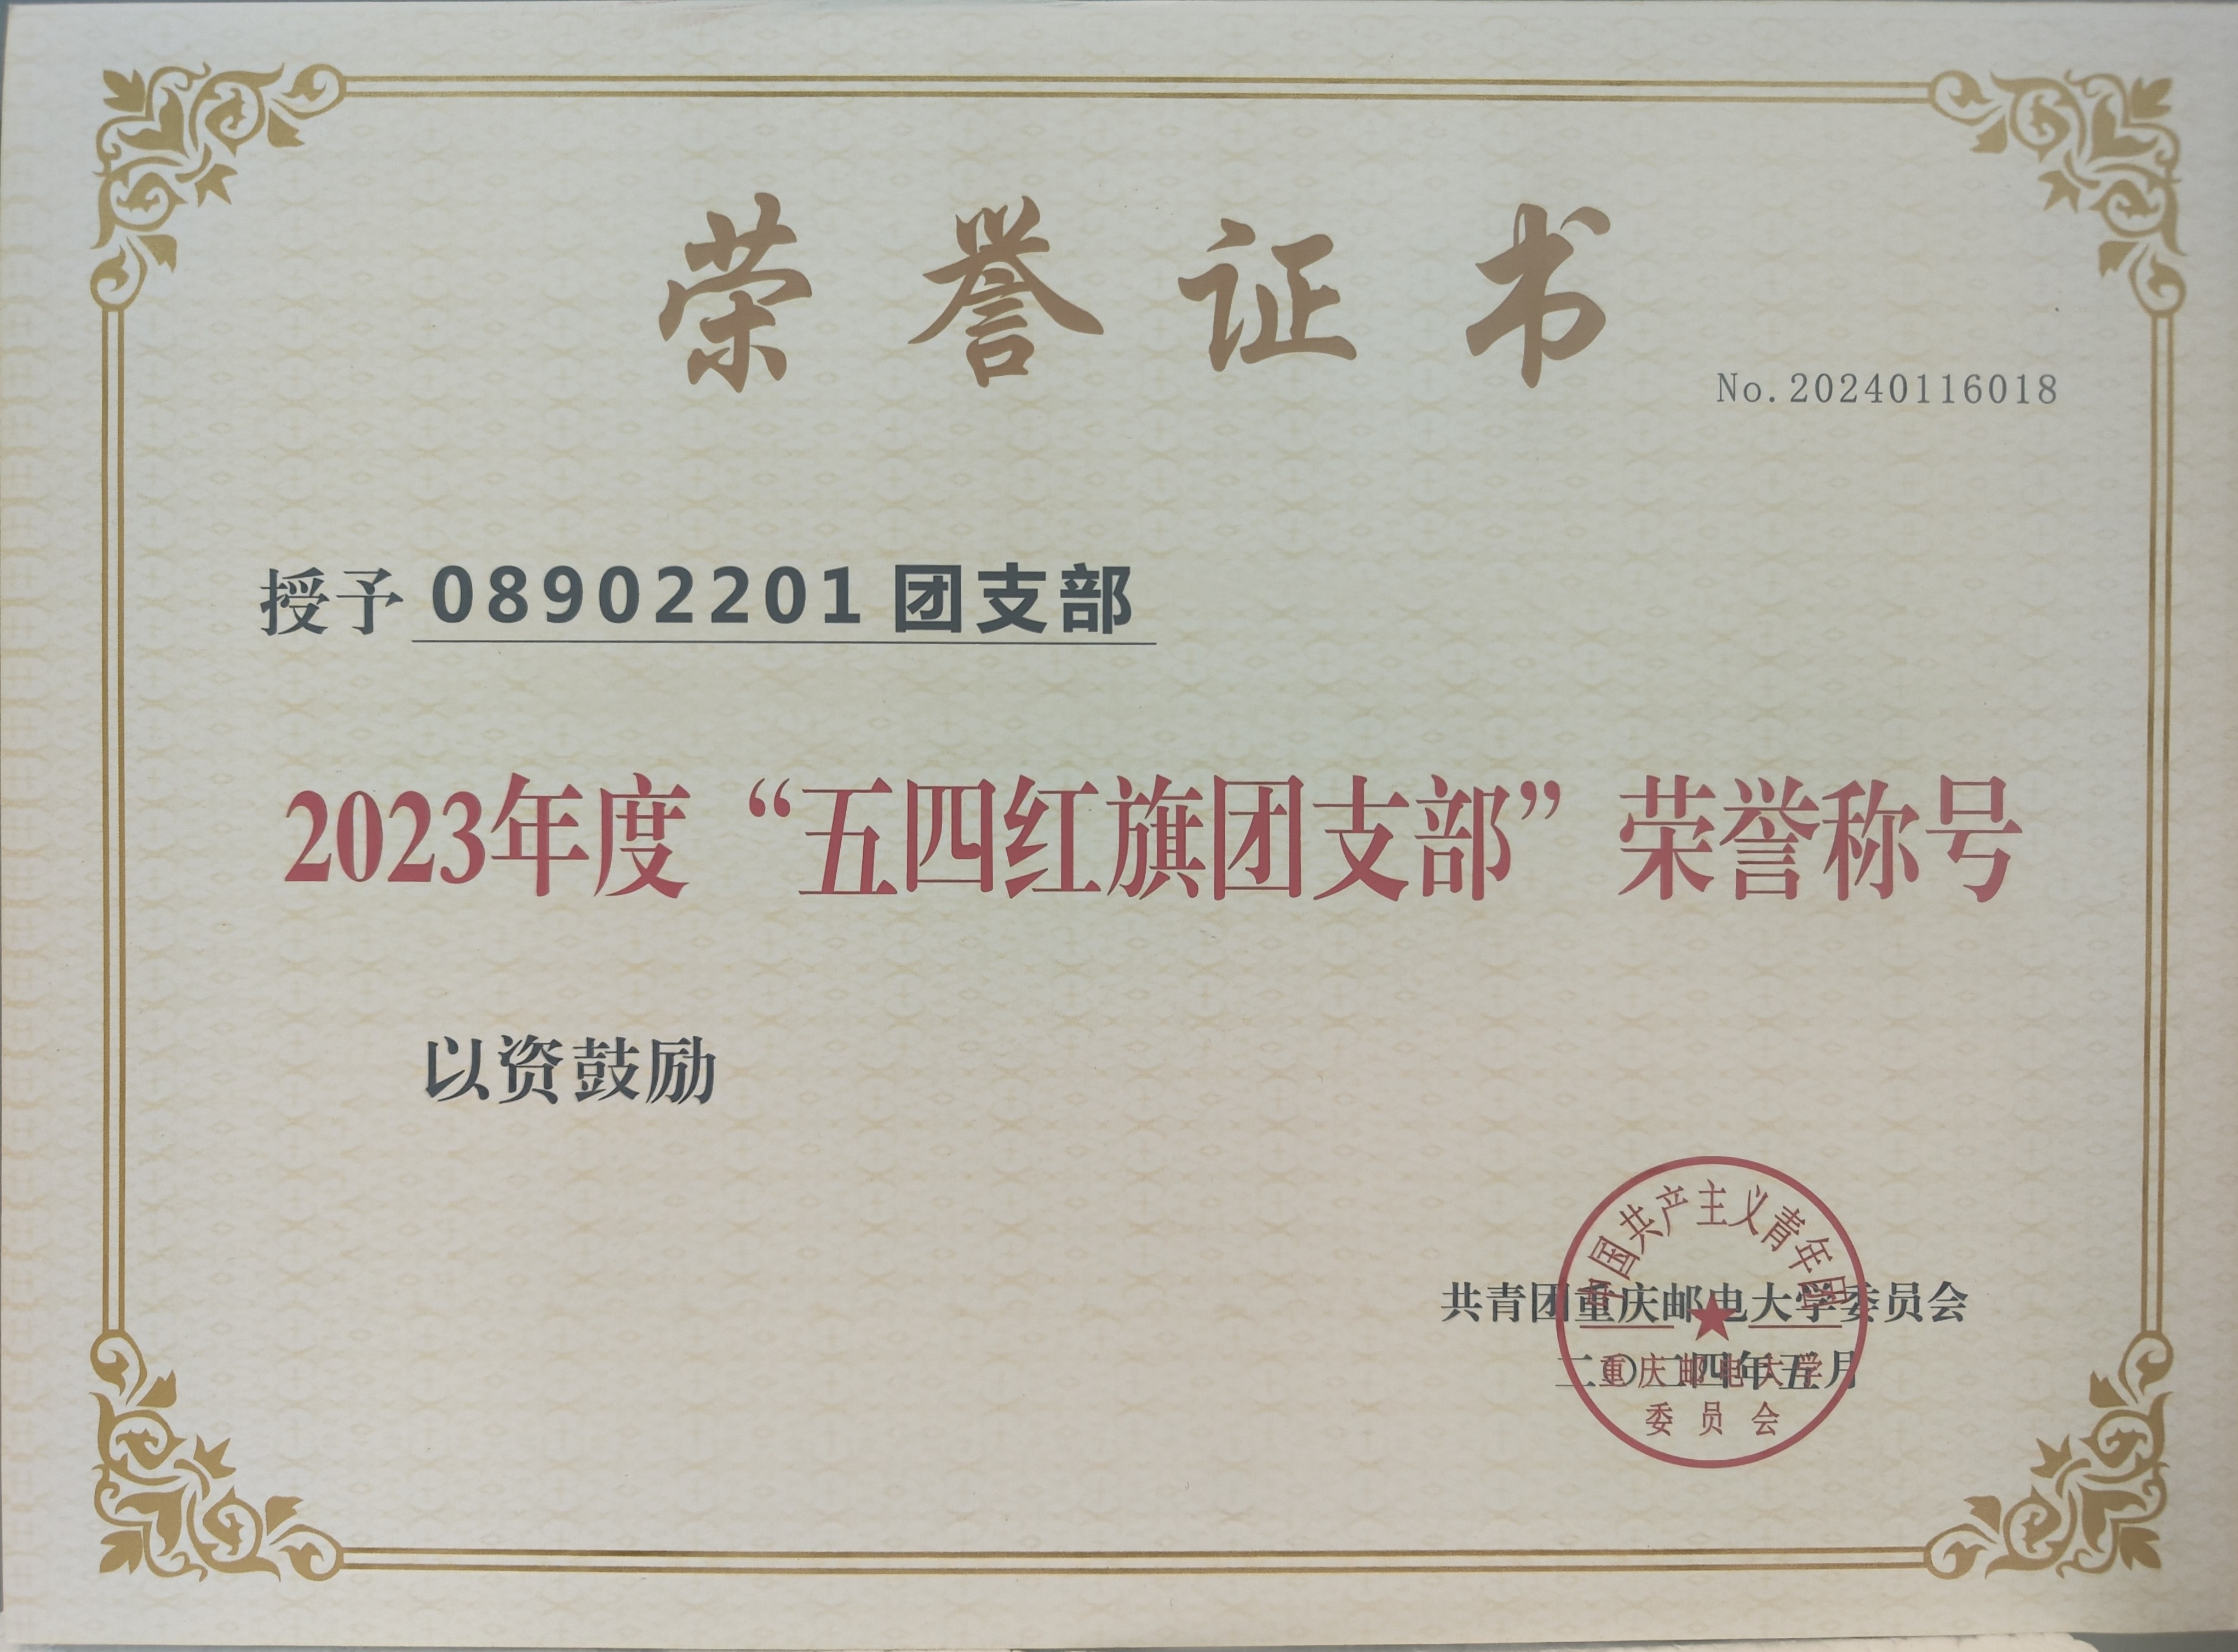 荣誉证书
No.20240116018
授予 08902201 团支部
2023年度“五四红旗团支部”荣誉称号
以资鼓励
中国共产主义青年团
共青团重庆邮电大学委员会
二〇二四年五月
重庆邮电大学
委员会